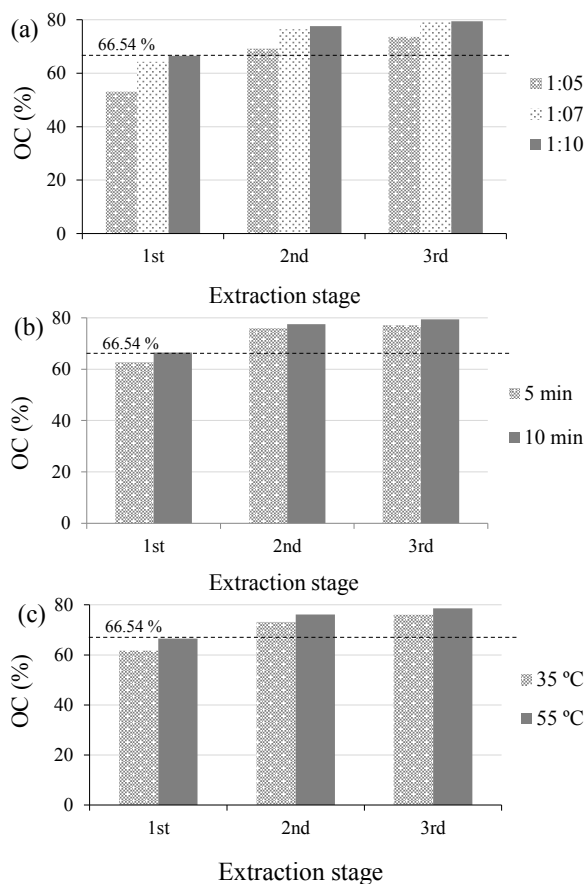 (a)
80
66.54 %
60
40
20
0
OC (%)
1st 2nd 3rd
Extraction stage
1:05
1:07
1:10
(b)
80
66.54 %
60
40
20
0
OC (%)
1st 2nd 3rd
Extraction stage
5 min
10 min
(c)
80
66.54 %
60
40
20
0
OC (%)
1st 2nd 3rd
Extraction stage
35 ºC
55 ºC